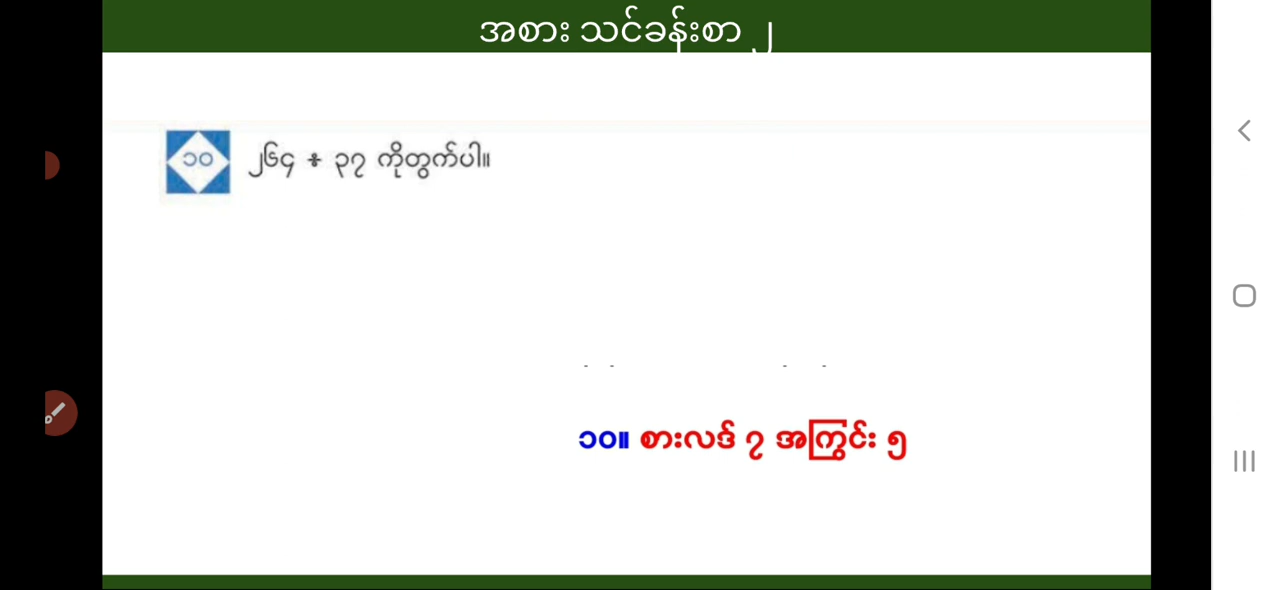 အစား သင်ခန်းစာ ၂
၁၀ ၂၆၄ ÷ ၃၇ ကိုတွက်ပါ။
၁၀။ စားလဒ် ၇ အကြွင်း ၅